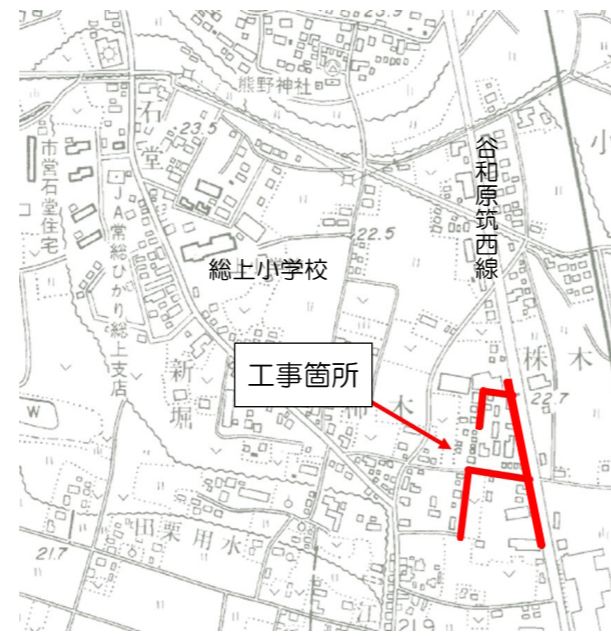 23.9
熊野神社
石堂
23.5
市営石堂住宅
JA常総ひかり総上支店
総上小学校
22.5
谷和原筑西線
小
新堀
工事箇所
柿木
株木
22.7
W
田栗用水
21.7
江
21.9